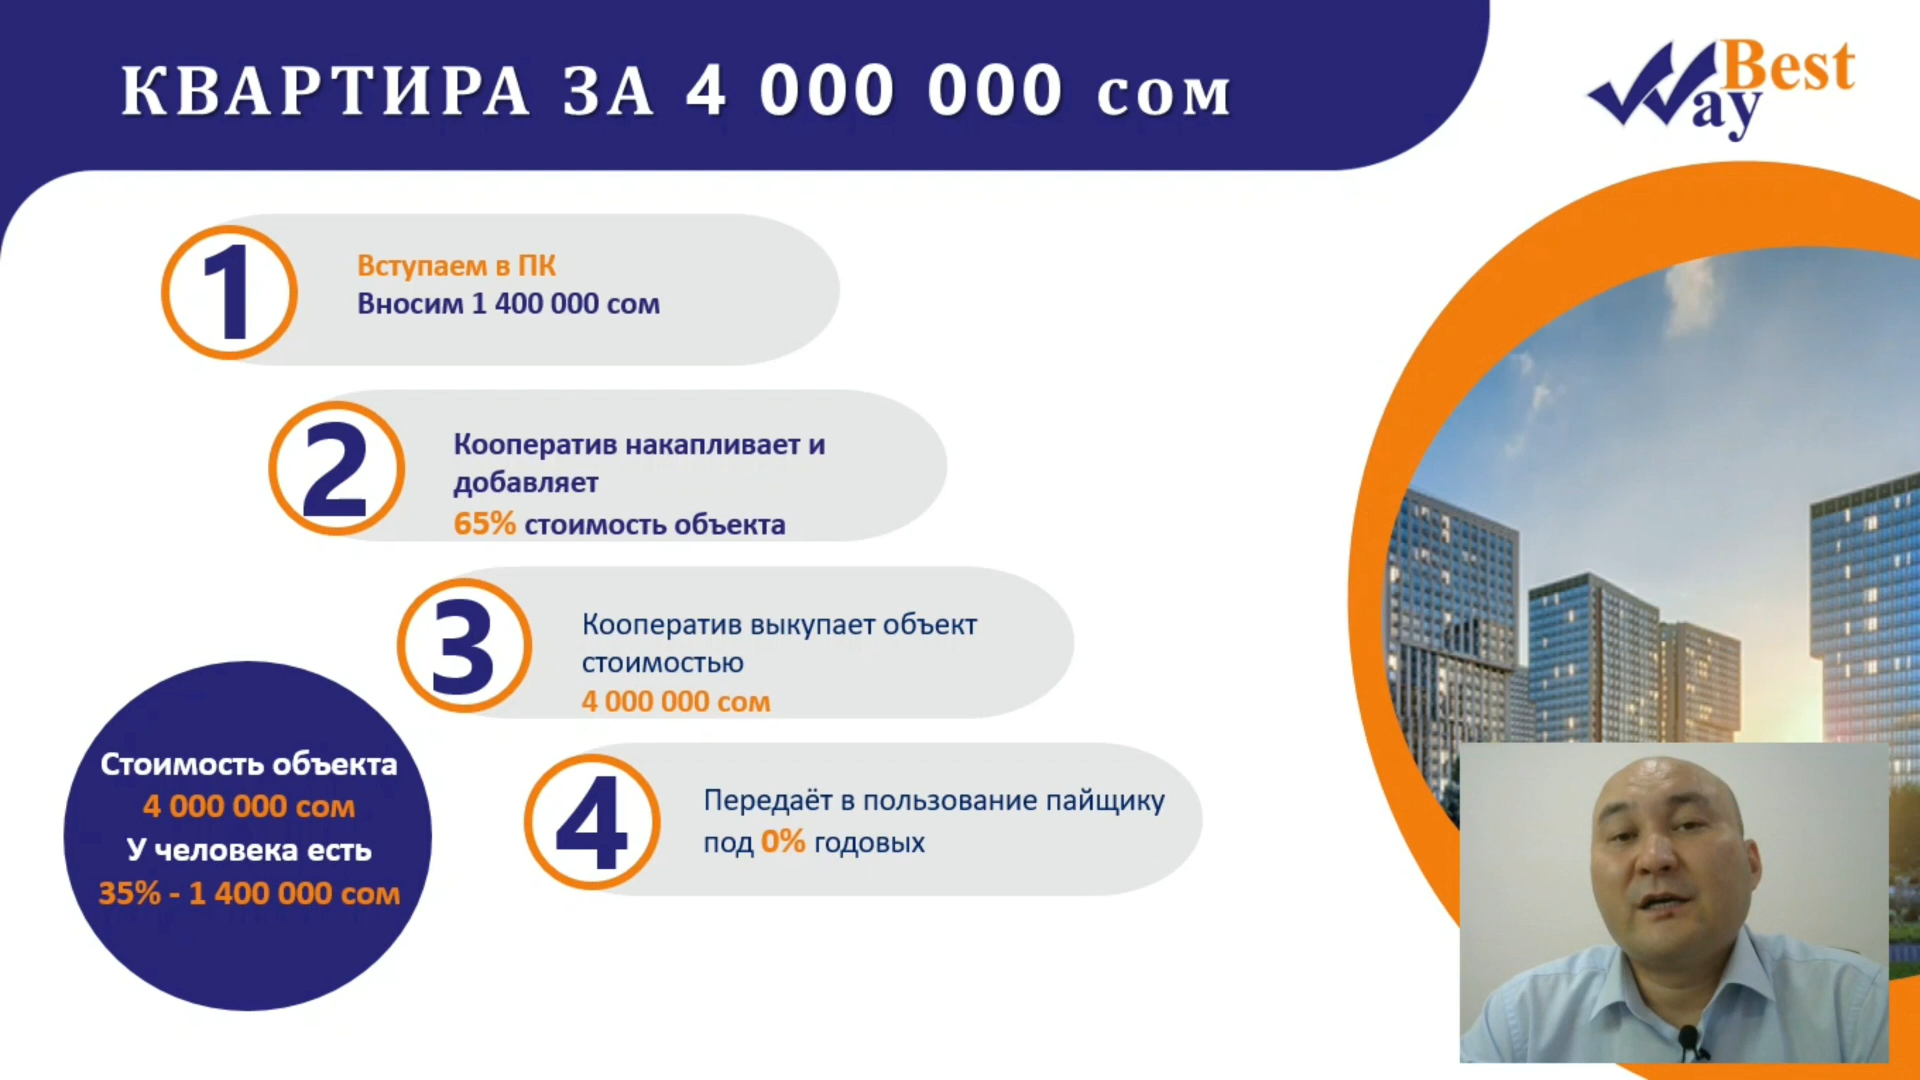 КВАРТИРА ЗА 4 000 000 сом
Best
Way
1
Вступаем в ПК
Вносим 1 400 000 сом
2
Кооператив накапливает и
добавляет
65% стоимость объекта
3
Кооператив выкупает объект
стоимостью
4 000 000 сом
4
Передаёт в пользование пайщику
под 0% годовых
Стоимость объекта
4 000 000 сом
У человека есть
35% - 1 400 000 сом